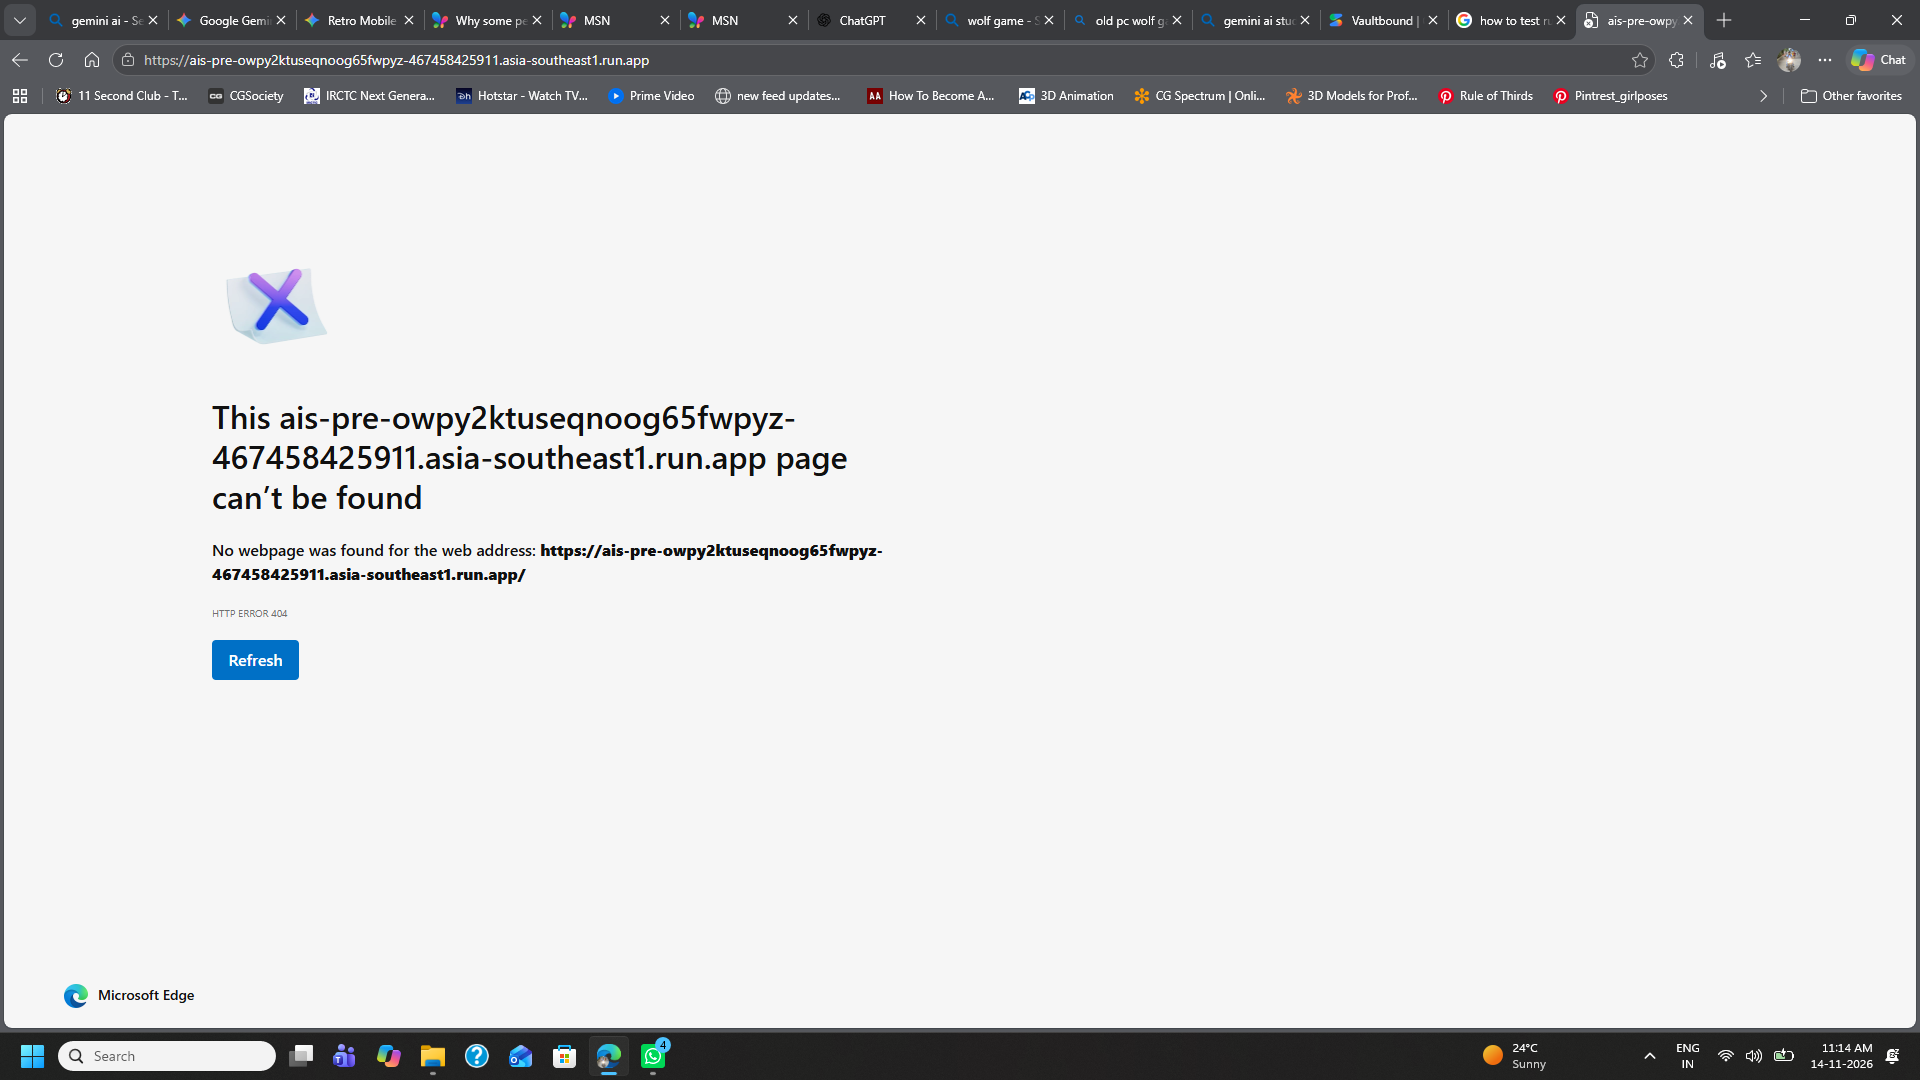 gemini ai - Se
Google Gemi
Retro Mobile
Why some pe
MSN
MSN
ChatGPT
wolf game - S
old pc wolf g
gemini ai stu
Vaultbound |
how to test r
ais-pre-owpy
https://ais-pre-owpy2ktuseqnoog65fwpyz-467458425911.asia-southeast1.run.app
Chat
11 Second Club - T...
CGSociety
IRCTC Next Genera...
Hotstar - Watch TV...
Prime Video
new feed updates...
How To Become A...
3D Animation
CG Spectrum | Onli...
3D Models for Prof...
Rule of Thirds
Pintrest_girlposes
Other favorites
This ais-pre-owpy2ktuseqnoog65fwpyz-
467458425911.asia-southeast1.run.app page
can’t be found
No webpage was found for the web address: https://ais-pre-owpy2ktuseqnoog65fwpyz-
467458425911.asia-southeast1.run.app/
HTTP ERROR 404
Refresh
Microsoft Edge
Search
4
24°C
Sunny
ENG
IN
11:14 AM
14-11-2026